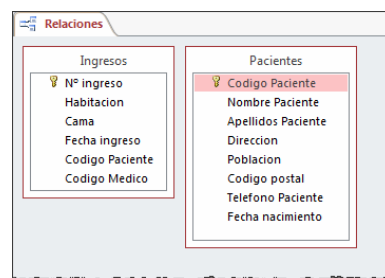 Relaciones
Ingresos
Nº ingreso
Habitacion
Cama
Fecha ingreso
Codigo Paciente
Codigo Medico
Pacientes
Codigo Paciente
Nombre Paciente
Apellidos Paciente
Direccion
Poblacion
Codigo postal
Telefono Paciente
Fecha nacimiento